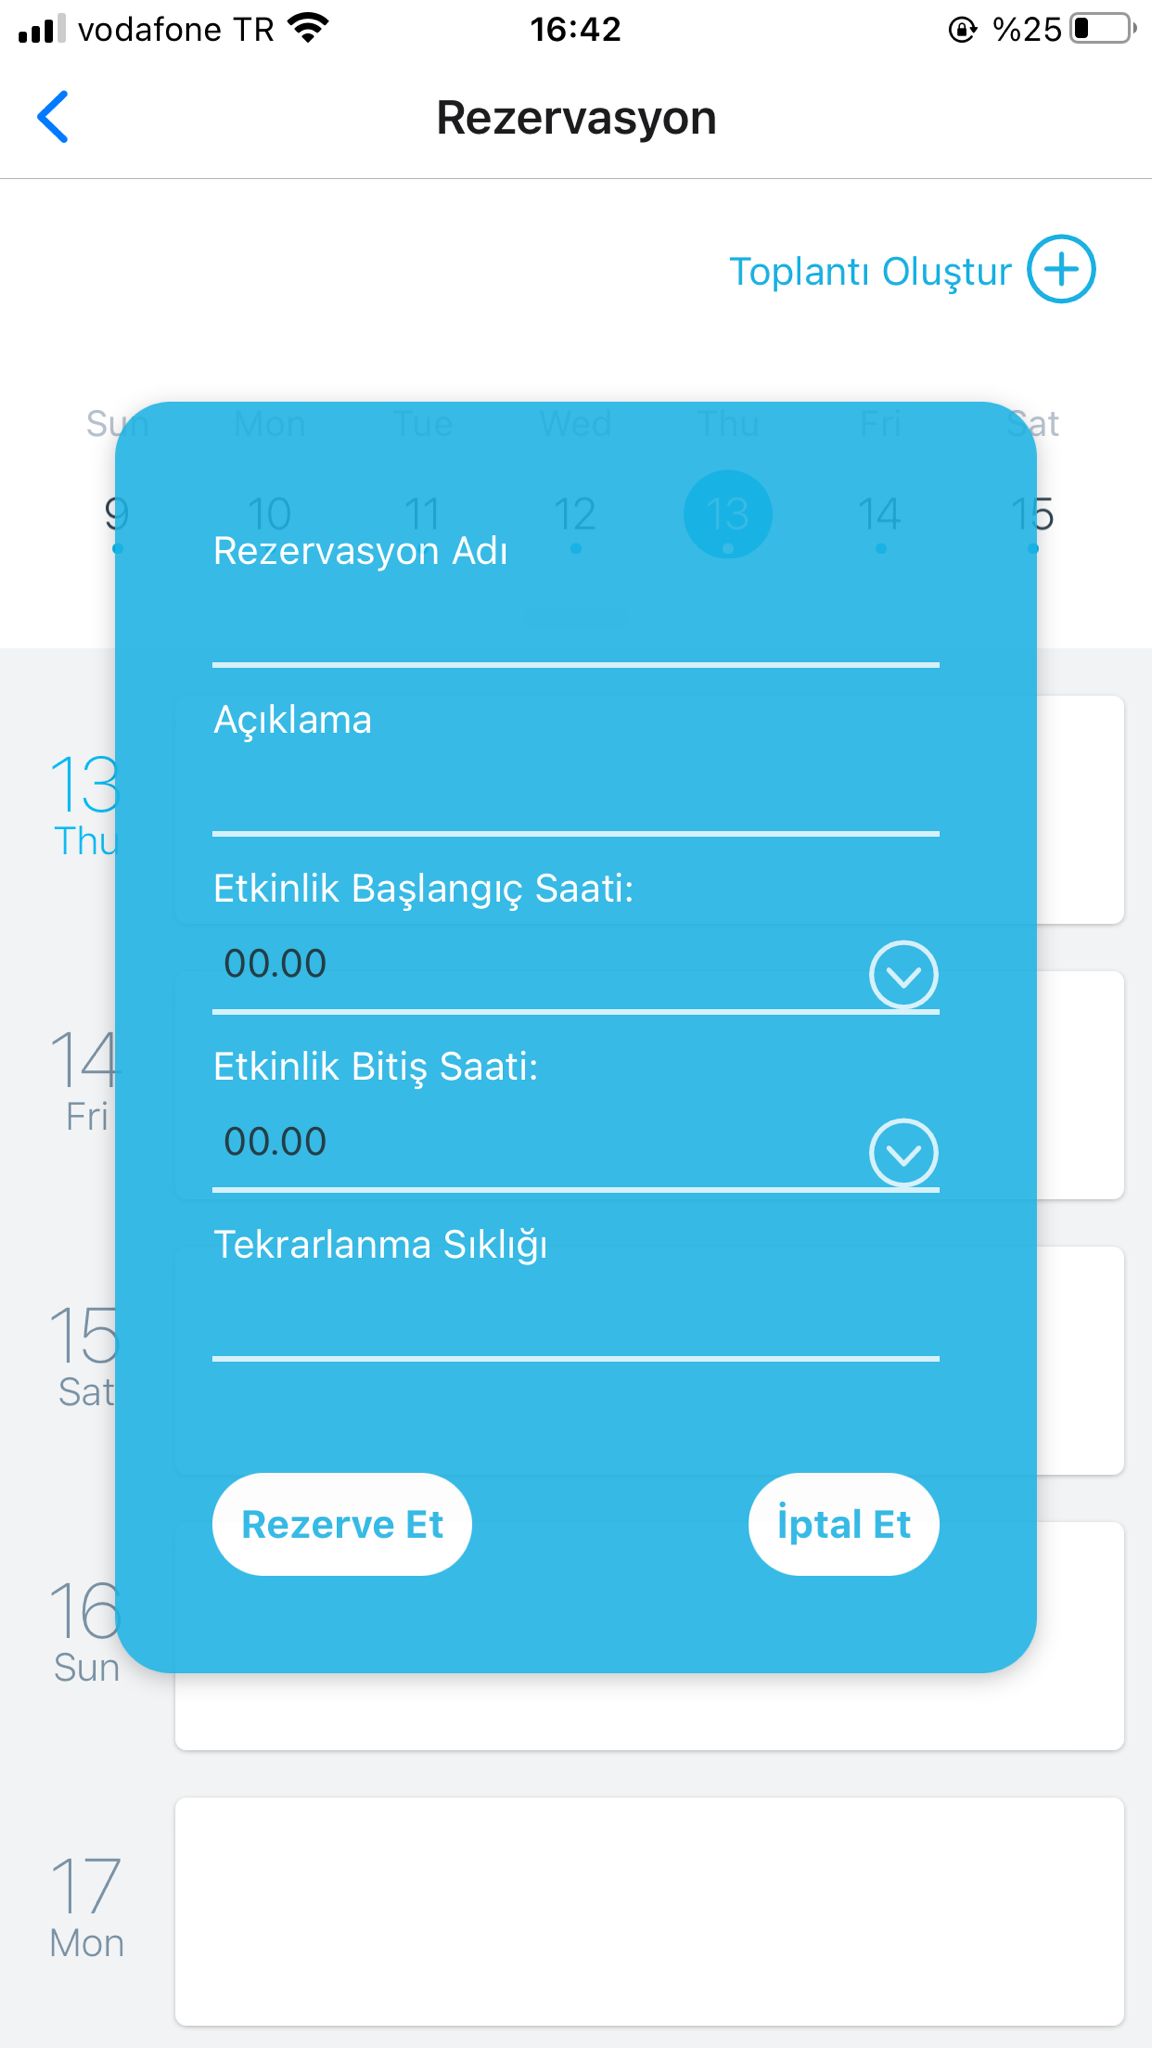 vodafone TR 16:42 %25
Rezervasyon
Toplantı Oluştur
Sun Mon Tue Wed Thu Fri Sat
9 10 11 12 13 14 15
Rezervasyon Adı
Açıklama
13
Thu
Etkinlik Başlangıç Saati:
00.00
14
Fri
Etkinlik Bitiş Saati:
00.00
Tekrarlanma Sıklığı
15
Sat
Rezerve Et İptal Et
16
Sun
17
Mon